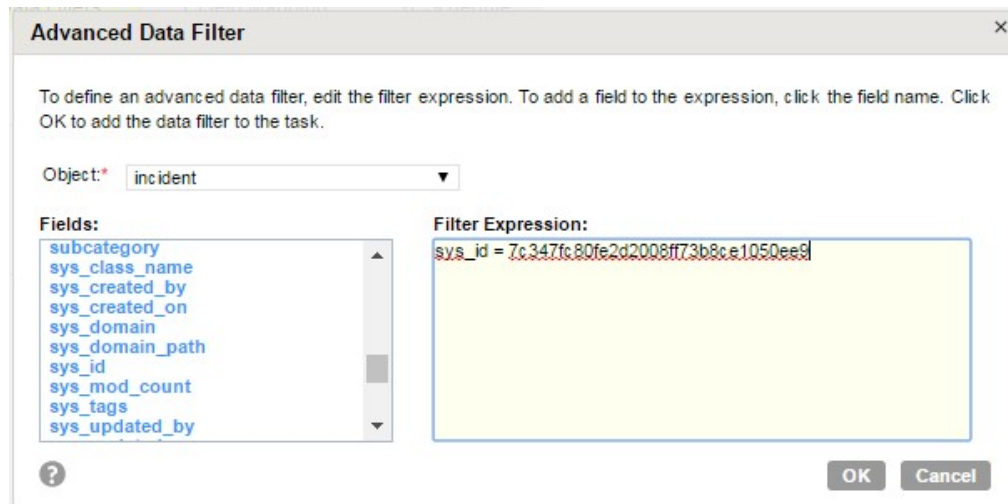 Advanced Data Filter
×
To define an advanced data filter, edit the filter expression. To add a field to the expression, click the field name. Click
OK to add the data filter to the task.
Object:* incident
Fields:
subcategory
sys_class_name
sys_created_by
sys_created_on
sys_domain
sys_domain_path
sys_id
sys_mod_count
sys_tags
sys_updated_by
Filter Expression:
sys_id = 7c347fc80fe2d2008ff73b8ce1050ee9
?
OK Cancel